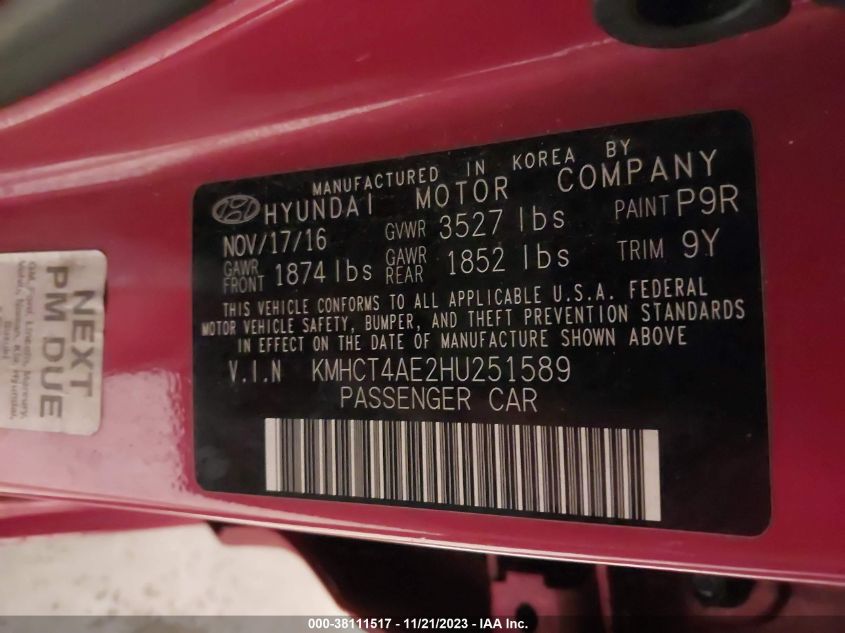 MANUFACTURED IN KOREA BY
HYUNDAI MOTOR COMPANY
NOV/17/16 GVWR 3527 lbs PAINT P9R
GAWR FRONT 1874 lbs GAWR REAR 1852 lbs TRIM 9Y
THIS VEHICLE CONFORMS TO ALL APPLICABLE U.S.A. FEDERAL
MOTOR VEHICLE SAFETY, BUMPER, AND THEFT PREVENTION STANDARDS
IN EFFECT ON THE DATE OF MANUFACTURE SHOWN ABOVE
V.I.N KMHCT4AE2HU251589
PASSENGER CAR
NEXT
PM DUE
000-38111517 - 11/21/2023 - IAA Inc.